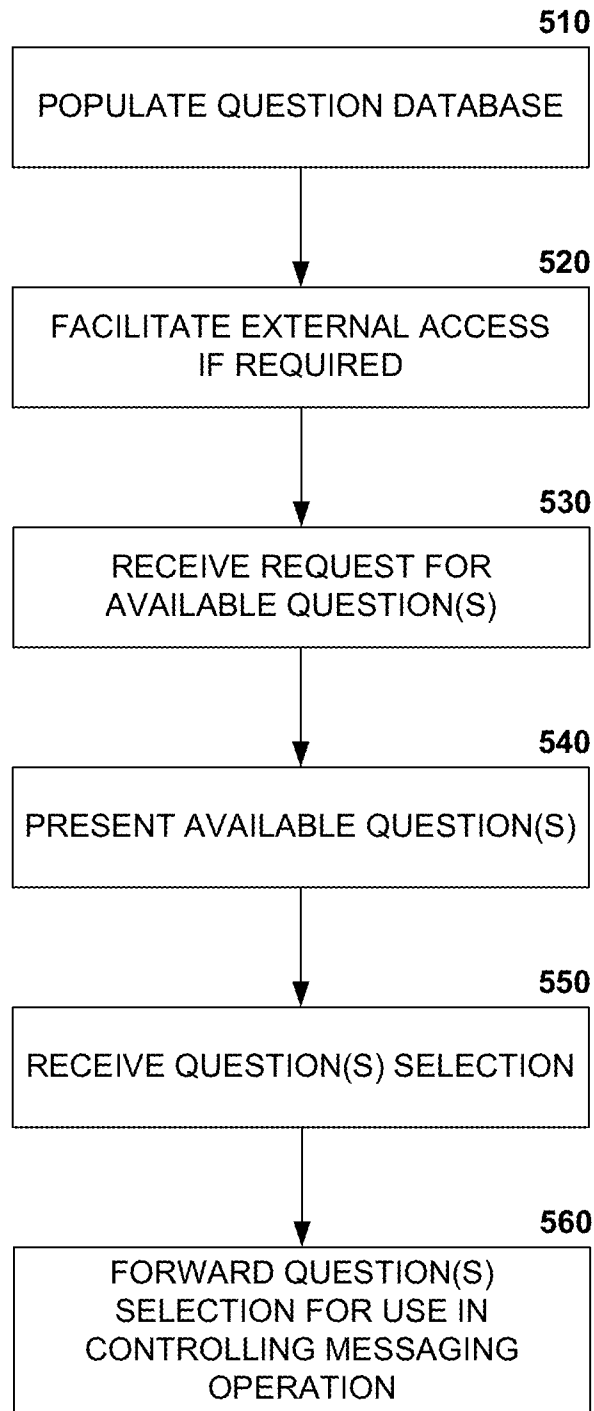 510
POPULATE QUESTION DATABASE
520
FACILITATE EXTERNAL ACCESS
IF REQUIRED
530
RECEIVE REQUEST FOR
AVAILABLE QUESTION(S)
540
PRESENT AVAILABLE QUESTION(S)
550
RECEIVE QUESTION(S) SELECTION
560
FORWARD QUESTION(S)
SELECTION FOR USE IN
CONTROLLING MESSAGING
OPERATION